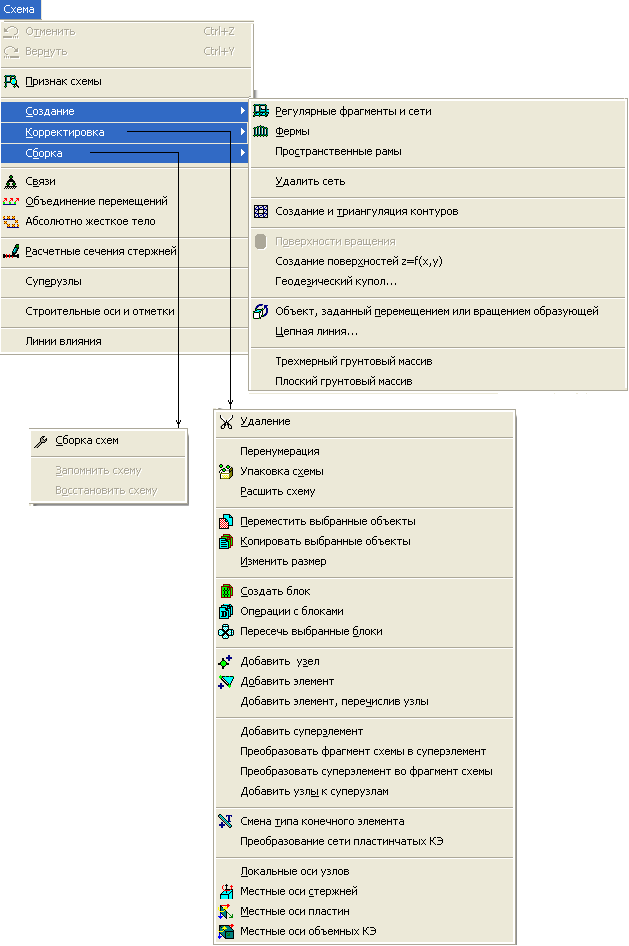 Схема
Отменить Ctrl+Z
Вернуть Ctrl+Y
Признак схемы
Создание
Корректировка
Сборка
Связи
Объединение перемещений
Абсолютно жесткое тело
Расчетные сечения стержней
Суперузлы
Строительные оси и отметки
Линии влияния
Регулярные фрагменты и сети
Фермы
Пространственные рамы
Удалить сеть
Создание и триангуляция контуров
Поверхности вращения
Создание поверхностей z=f(x,y)
Геодезический купол...
Объект, заданный перемещением или вращением образующей
Цепная линия...
Трехмерный грунтовый массив
Плоский грунтовый массив
Сборка схем
Запомнить схему
Восстановить схему
Удаление
Перенумерация
Упаковка схемы
Расшить схему
Переместить выбранные объекты
Копировать выбранные объекты
Изменить размер
Создать блок
Операции с блоками
Пересечь выбранные блоки
Добавить узел
Добавить элемент
Добавить элемент, перечислив узлы
Добавить суперэлемент
Преобразовать фрагмент схемы в суперэлемент
Преобразовать суперэлемент во фрагмент схемы
Добавить узлы к суперузлам
Смена типа конечного элемента
Преобразование сети пластинчатых КЭ
Локальные оси узлов
Местные оси стержней
Местные оси пластин
Местные оси объемных КЭ